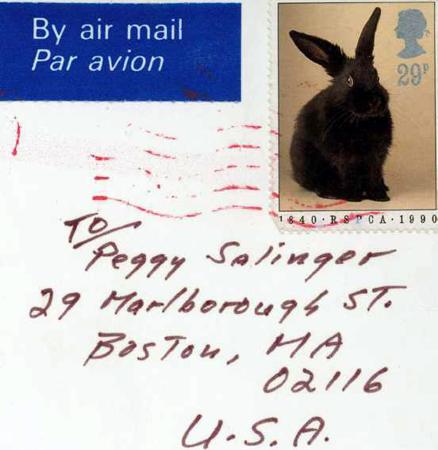 By air mail
Par avion
29P
1840·RSPCA·1990
TO/
Peggy Salinger
29 Marlborough ST.
Boston, MA
02116
U.S.A.